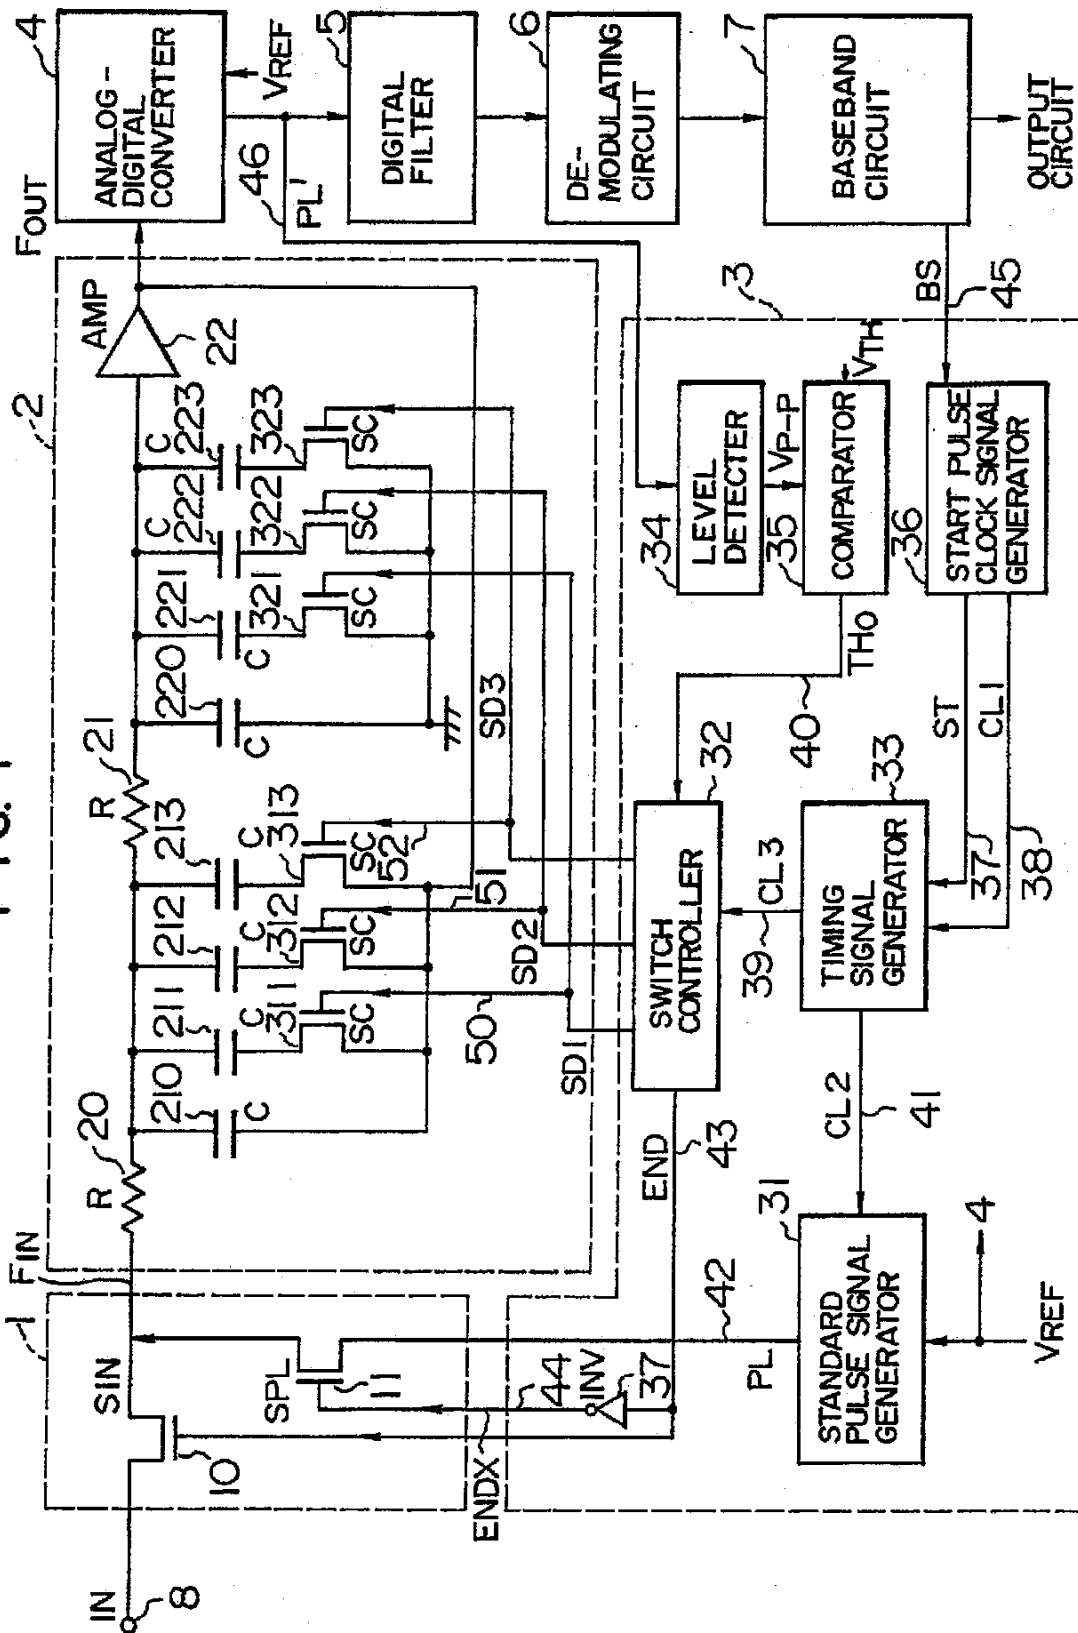 FIG. 1
IN
8
1
SIN
10
SPL
11
ENDX
44
INV
37
FIN
2
R
20
210
C
211
C
311
SC
50
212
C
312
SC
51
213
C
313
SC
52
R
21
220
C
221
C
321
SC
222
C
322
SC
223
C
323
SC
AMP
22
FOUT
SD1
SD2
SD3
4
ANALOG-
DIGITAL
CONVERTER
VREF
46
PL'
5
DIGITAL
FILTER
6
DE-
MODULATING
CIRCUIT
7
BASEBAND
CIRCUIT
OUTPUT
CIRCUIT
BS
45
3
34
LEVEL
DETECTER
VP-P
35
COMPARATOR
VTH
THO
40
36
START PULSE
CLOCK SIGNAL
GENERATOR
ST
37
CL1
38
32
SWITCH
CONTROLLER
END
43
CL3
39
33
TIMING
SIGNAL
GENERATOR
CL2
41
31
STANDARD
PULSE SIGNAL
GENERATOR
PL
42
4
VREF